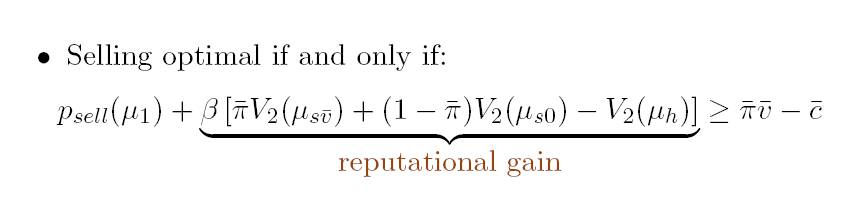 • Selling optimal if and only if:
p_{sell}(μ_1) + β [π̄V_2(μ_{sv̄}) + (1 − π̄)V_2(μ_{s0}) − V_2(μ_h)] ≥ π̄v̄ − c̄
reputational gain